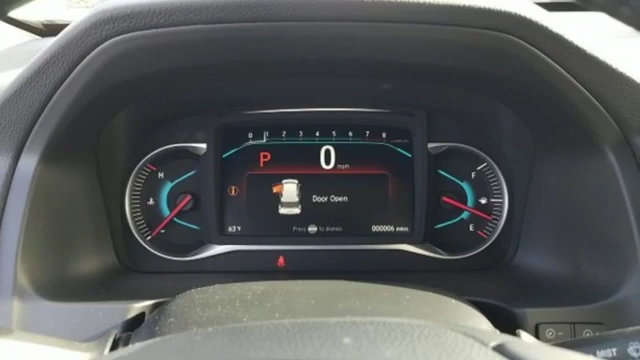 0 1 2 3 4 5 6 7 8
P 0 mph
H F
Door Open
E
63°F Press to dismiss 000006 miles
MIST